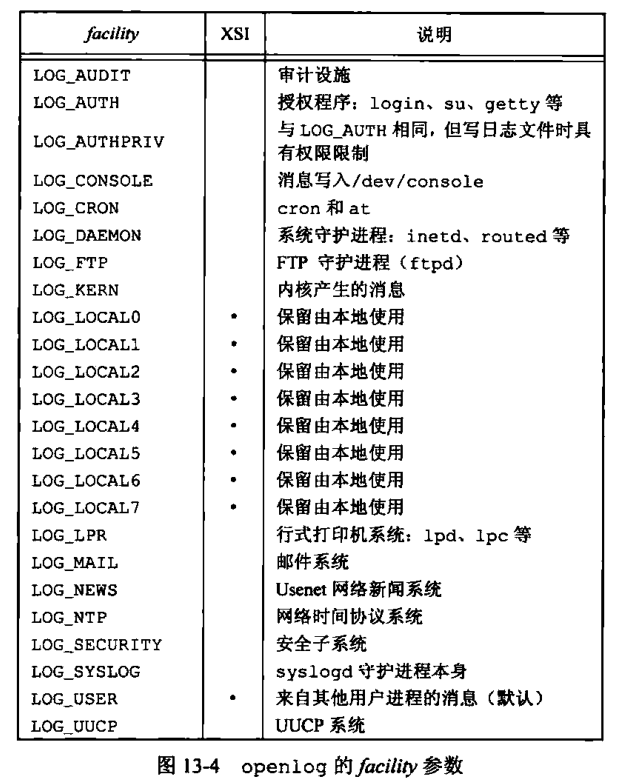 facility XSI 说明
LOG_AUDIT 审计设施
LOG_AUTH 授权程序：login、su、getty 等
LOG_AUTHPRIV 与 LOG_AUTH 相同，但写日志文件时具
有权限限制
LOG_CONSOLE 消息写入/dev/console
LOG_CRON cron 和 at
LOG_DAEMON 系统守护进程：inetd、routed 等
LOG_FTP FTP 守护进程（ftpd）
LOG_KERN 内核产生的消息
LOG_LOCAL0 • 保留由本地使用
LOG_LOCAL1 • 保留由本地使用
LOG_LOCAL2 • 保留由本地使用
LOG_LOCAL3 • 保留由本地使用
LOG_LOCAL4 • 保留由本地使用
LOG_LOCAL5 • 保留由本地使用
LOG_LOCAL6 • 保留由本地使用
LOG_LOCAL7 • 保留由本地使用
LOG_LPR 行式打印机系统：lpd、lpc 等
LOG_MAIL 邮件系统
LOG_NEWS Usenet 网络新闻系统
LOG_NTP 网络时间协议系统
LOG_SECURITY 安全子系统
LOG_SYSLOG syslogd 守护进程本身
LOG_USER • 来自其他用户进程的消息（默认）
LOG_UUCP UUCP 系统
图 13-4 openlog 的 facility 参数